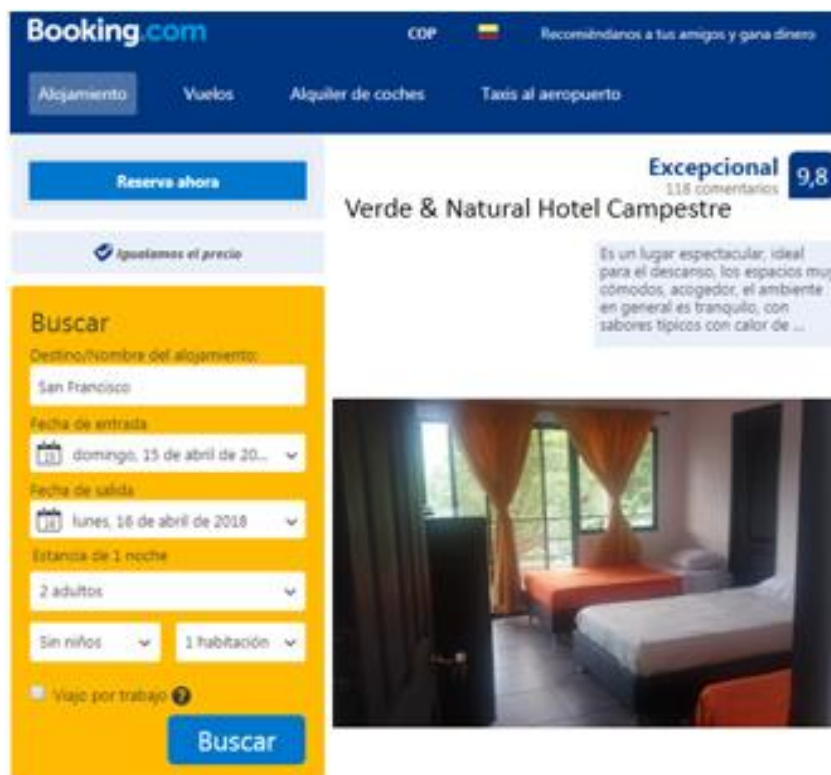 Booking.com
COP
Recomiéndanos a tus amigos y gana dinero
Alojamiento
Vuelos
Alquiler de coches
Taxis al aeropuerto
Reserva ahora
Igualamos el precio
Buscar
Destino/Nombre del alojamiento:
San Francisco
Fecha de entrada
domingo, 15 de abril de 20...
Fecha de salida
lunes, 16 de abril de 2018
Estancia de 1 noche
2 adultos
Sin niños
1 habitación
Viajo por trabajo ?
Buscar
Excepcional
118 comentarios
9,8
Verde & Natural Hotel Campestre
Es un lugar espectacular, ideal
para el descanso, los espacios muy
cómodos, acogedor, el ambiente
en general es tranquilo, con
sabores típicos con calor de ...